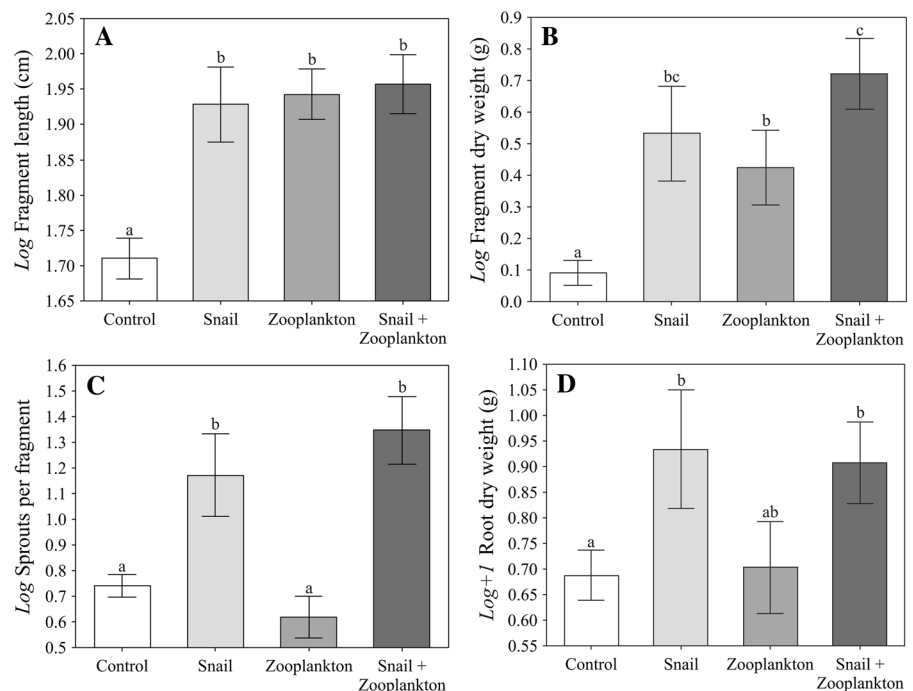 A
Log Fragment length (cm)
2.05
2.00
1.95
1.90
1.85
1.80
1.75
1.70
1.65
a
b
b
b
Control
Snail
Zooplankton
Snail +
Zooplankton
B
Log Fragment dry weight (g)
0.9
0.8
0.7
0.6
0.5
0.4
0.3
0.2
0.1
0.0
a
bc
b
c
Control
Snail
Zooplankton
Snail +
Zooplankton
C
Log Sprouts per fragment
1.6
1.5
1.4
1.3
1.2
1.1
1.0
0.9
0.8
0.7
0.6
0.5
a
b
a
b
Control
Snail
Zooplankton
Snail +
Zooplankton
D
Log+1 Root dry weight (g)
1.10
1.05
1.00
0.95
0.90
0.85
0.80
0.75
0.70
0.65
0.60
0.55
a
b
ab
b
Control
Snail
Zooplankton
Snail +
Zooplankton